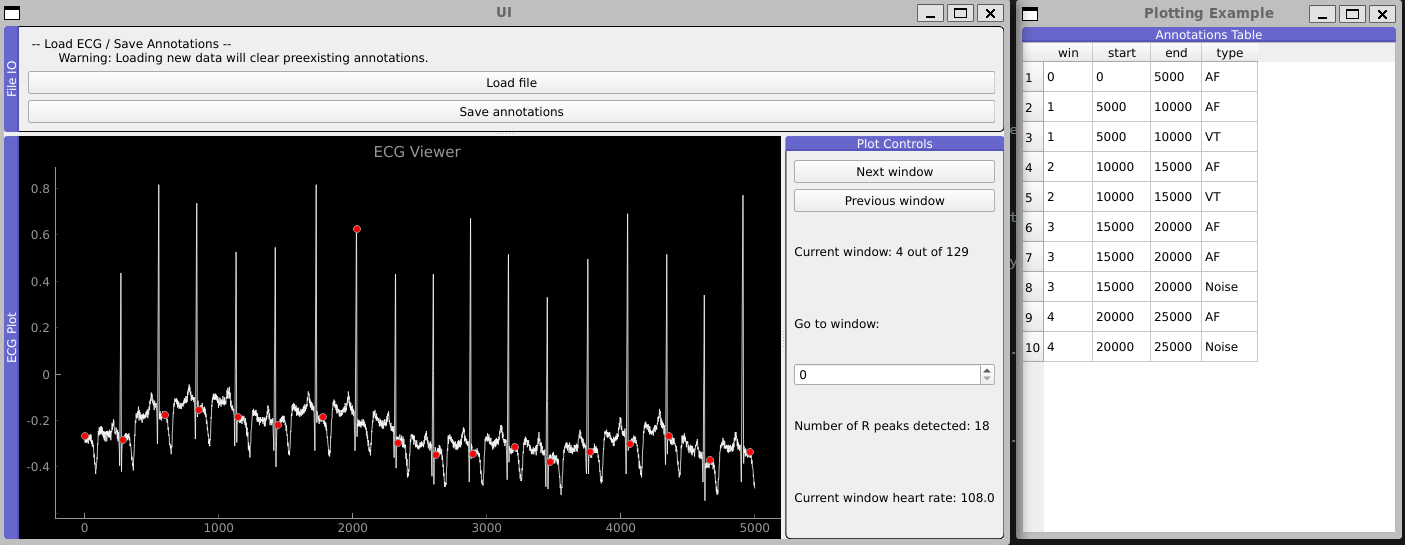 UI
File IO
-- Load ECG / Save Annotations --
Warning: Loading new data will clear preexisting annotations.
Load file
Save annotations
ECG Plot
ECG Viewer
0.8
0.6
0.4
0.2
0
-0.2
-0.4
0 1000 2000 3000 4000 5000
Plot Controls
Next window
Previous window
Current window: 4 out of 129
Go to window:
0
Number of R peaks detected: 18
Current window heart rate: 108.0
Plotting Example
Annotations Table
win start end type
1 0 0 5000 AF
2 1 5000 10000 AF
3 1 5000 10000 VT
4 2 10000 15000 AF
5 2 10000 15000 VT
6 3 15000 20000 AF
7 3 15000 20000 AF
8 3 15000 20000 Noise
9 4 20000 25000 AF
10 4 20000 25000 Noise